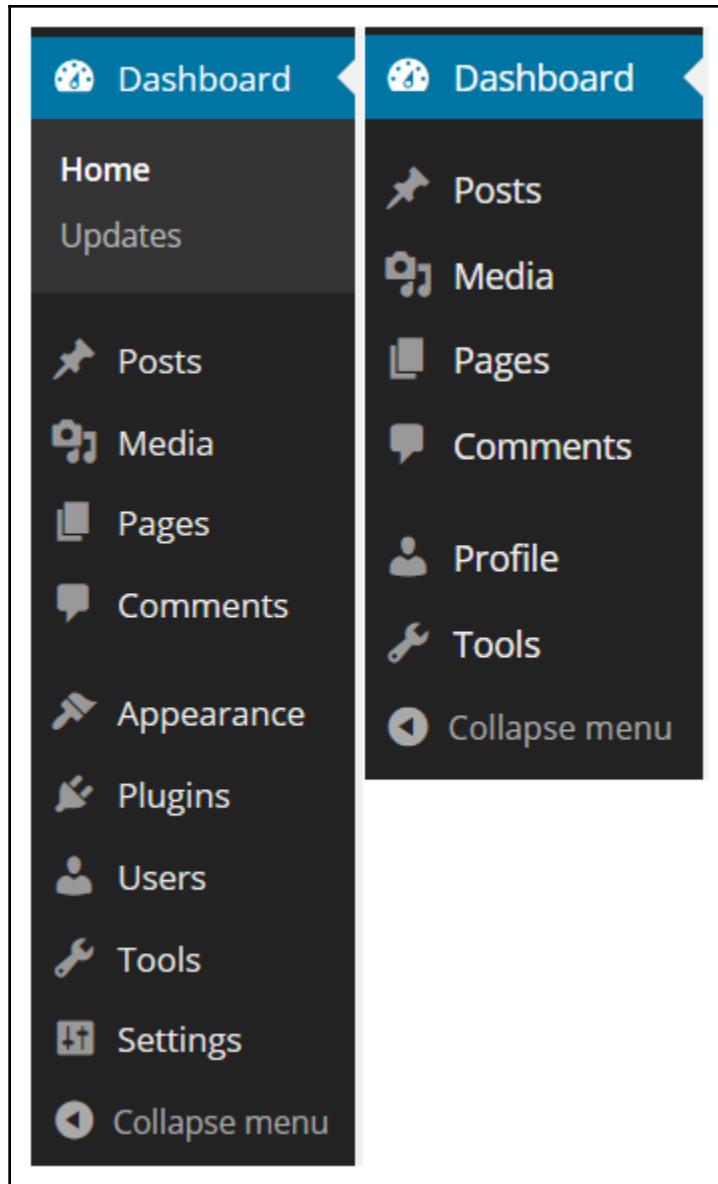 Dashboard
Home
Updates
Posts
Media
Pages
Comments
Appearance
Plugins
Users
Tools
Settings
Collapse menu
Dashboard
Posts
Media
Pages
Comments
Profile
Tools
Collapse menu